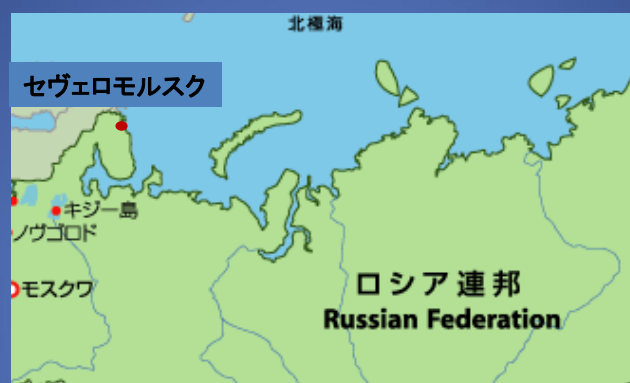 北極海
セヴェロモルスク
キジー島
ノヴゴロド
モスクワ
ロシア連邦
Russian Federation